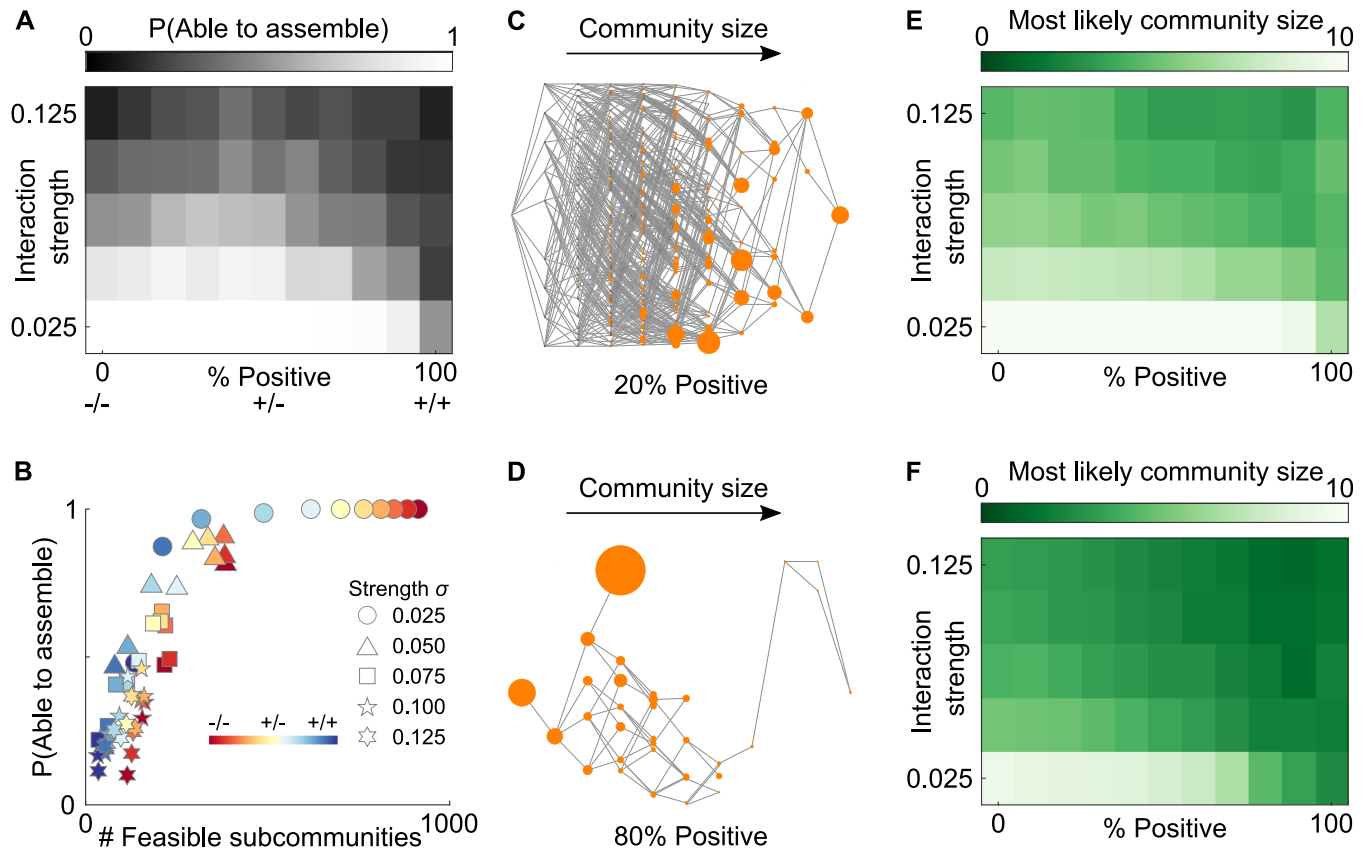 A
P(Able to assemble)
0
1
0.125
Interaction
strength
0.025
0
% Positive
100
-/-
+/-
+/+
B
P(Able to assemble)
1
0
Strength σ
0.025
0.050
0.075
0.100
0.125
-/-
+/-
+/+
0
# Feasible subcommunities
1000
C
Community size
20% Positive
D
Community size
80% Positive
E
Most likely community size
0
10
0.125
Interaction
strength
0.025
0
% Positive
100
F
Most likely community size
0
10
0.125
Interaction
strength
0.025
0
% Positive
100